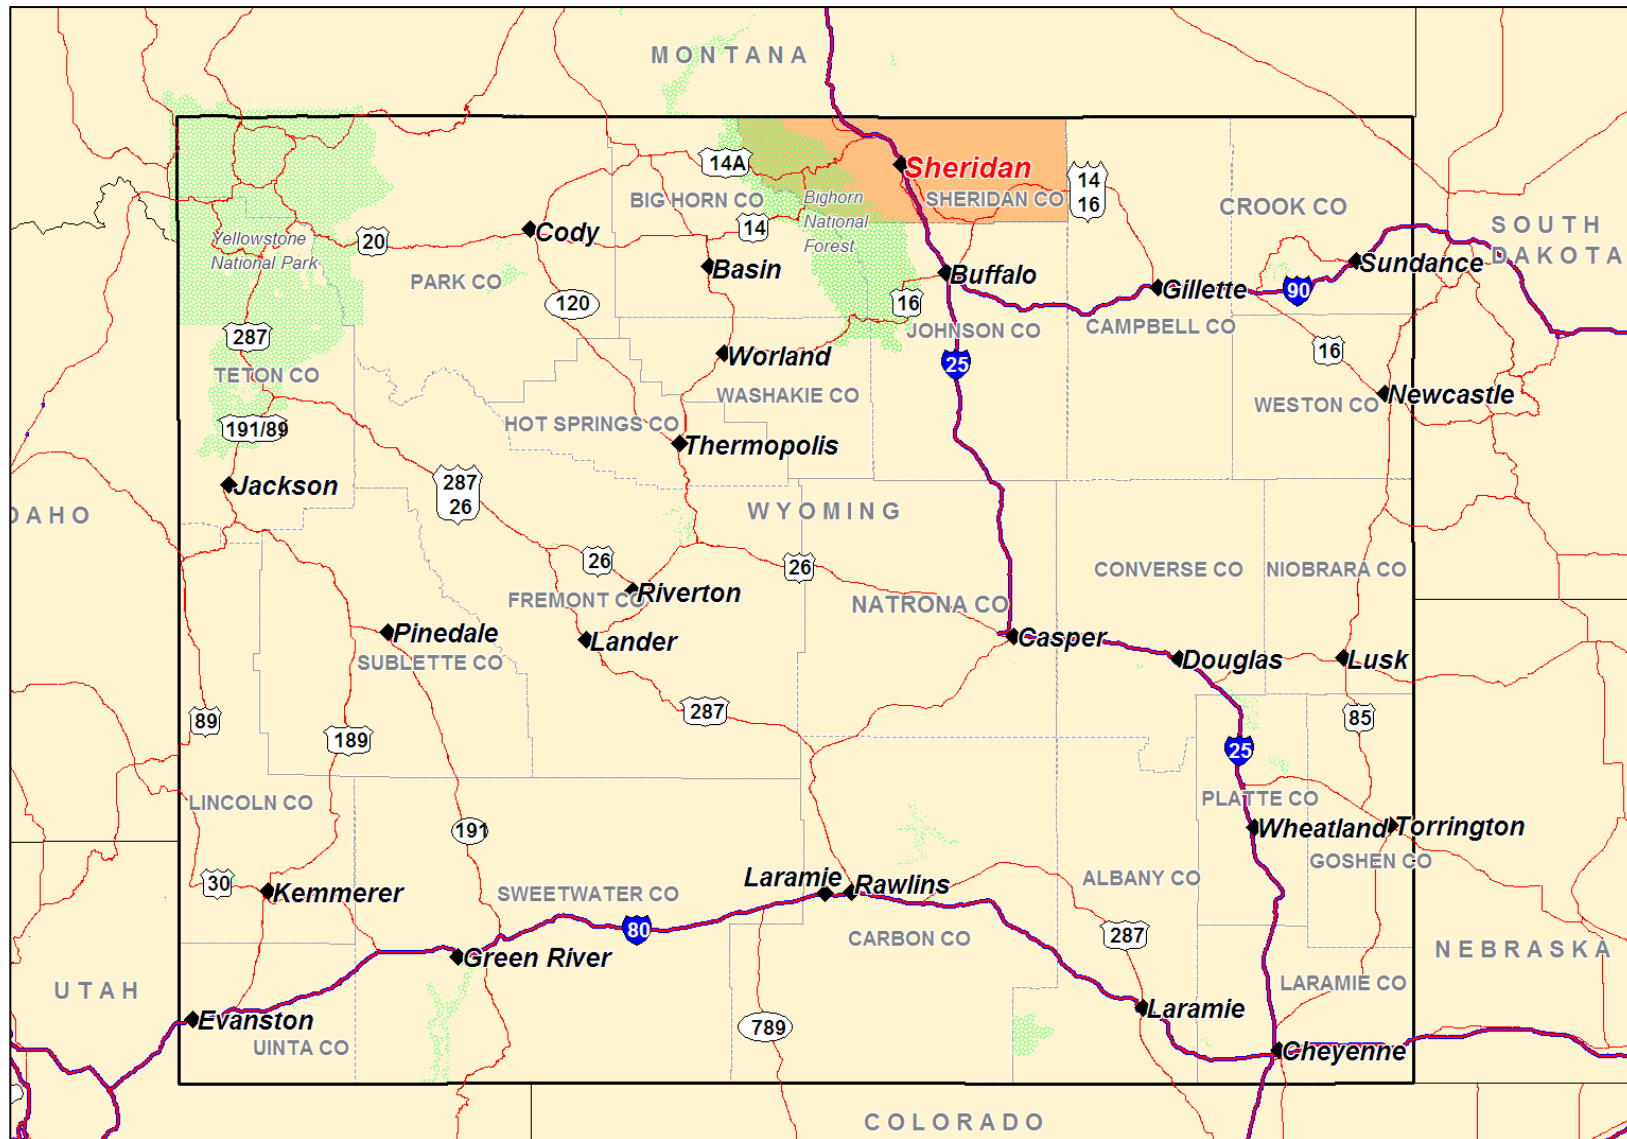 MONTANA
14A
Sheridan
14
16
BIG HORN CO
Bighorn
National
Forest
SHERIDAN CO
CROOK CO
SOUTH
DAKOTA
Cody
14
20
Yellowstone
National Park
PARK CO
Basin
Buffalo
Sundance
Gillette
90
120
16
JOHNSON CO
CAMPBELL CO
287
Worland
25
16
TETON CO
WASHAKIE CO
WESTON CO
Newcastle
191/89
HOT SPRINGS CO
Thermopolis
Jackson
287
26
DAHO
WYOMING
26
26
CONVERSE CO
NIOBRARA CO
Riverton
FREMONT CO
NATRONA CO
Pinedale
Lander
Casper
SUBLETTE CO
Douglas
Lusk
89
189
287
85
25
LINCOLN CO
PLATTE CO
191
Wheatland
Torrington
GOSHEN CO
30
Kemmerer
SWEETWATER CO
Laramie
Rawlins
ALBANY CO
80
CARBON CO
287
NEBRASKA
Green River
UTAH
LARAMIE CO
Evanston
789
Laramie
UINTA CO
Cheyenne
COLORADO